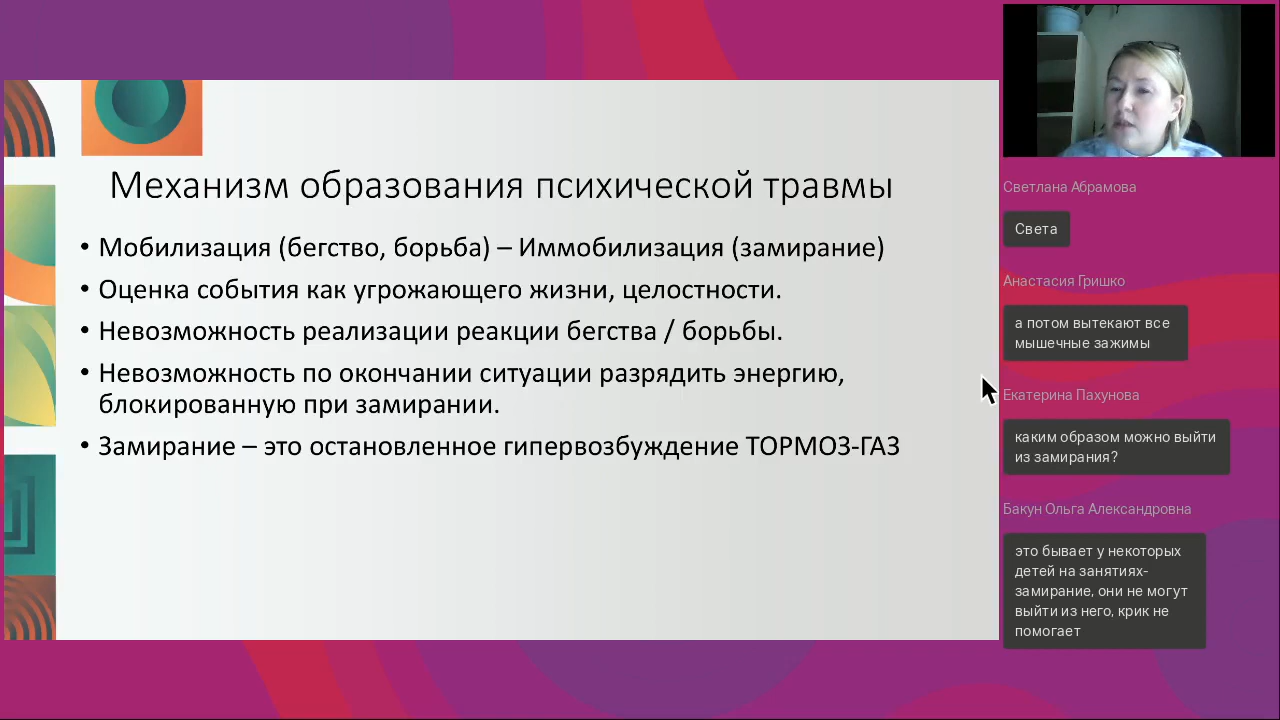 Механизм образования психической травмы
• Мобилизация (бегство, борьба) – Иммобилизация (замирание)
• Оценка события как угрожающего жизни, целостности.
• Невозможность реализации реакции бегства / борьбы.
• Невозможность по окончании ситуации разрядить энергию,
блокированную при замирании.
• Замирание – это остановленное гипервозбуждение ТОРМОЗ-ГАЗ
Светлана Абрамова
Света
Анастасия Гришко
а потом вытекают все
мышечные зажимы
Екатерина Пахунова
каким образом можно выйти
из замирания?
Бакун Ольга Александровна
это бывает у некоторых
детей на занятиях-
замирание, они не могут
выйти из него, крик не
помогает